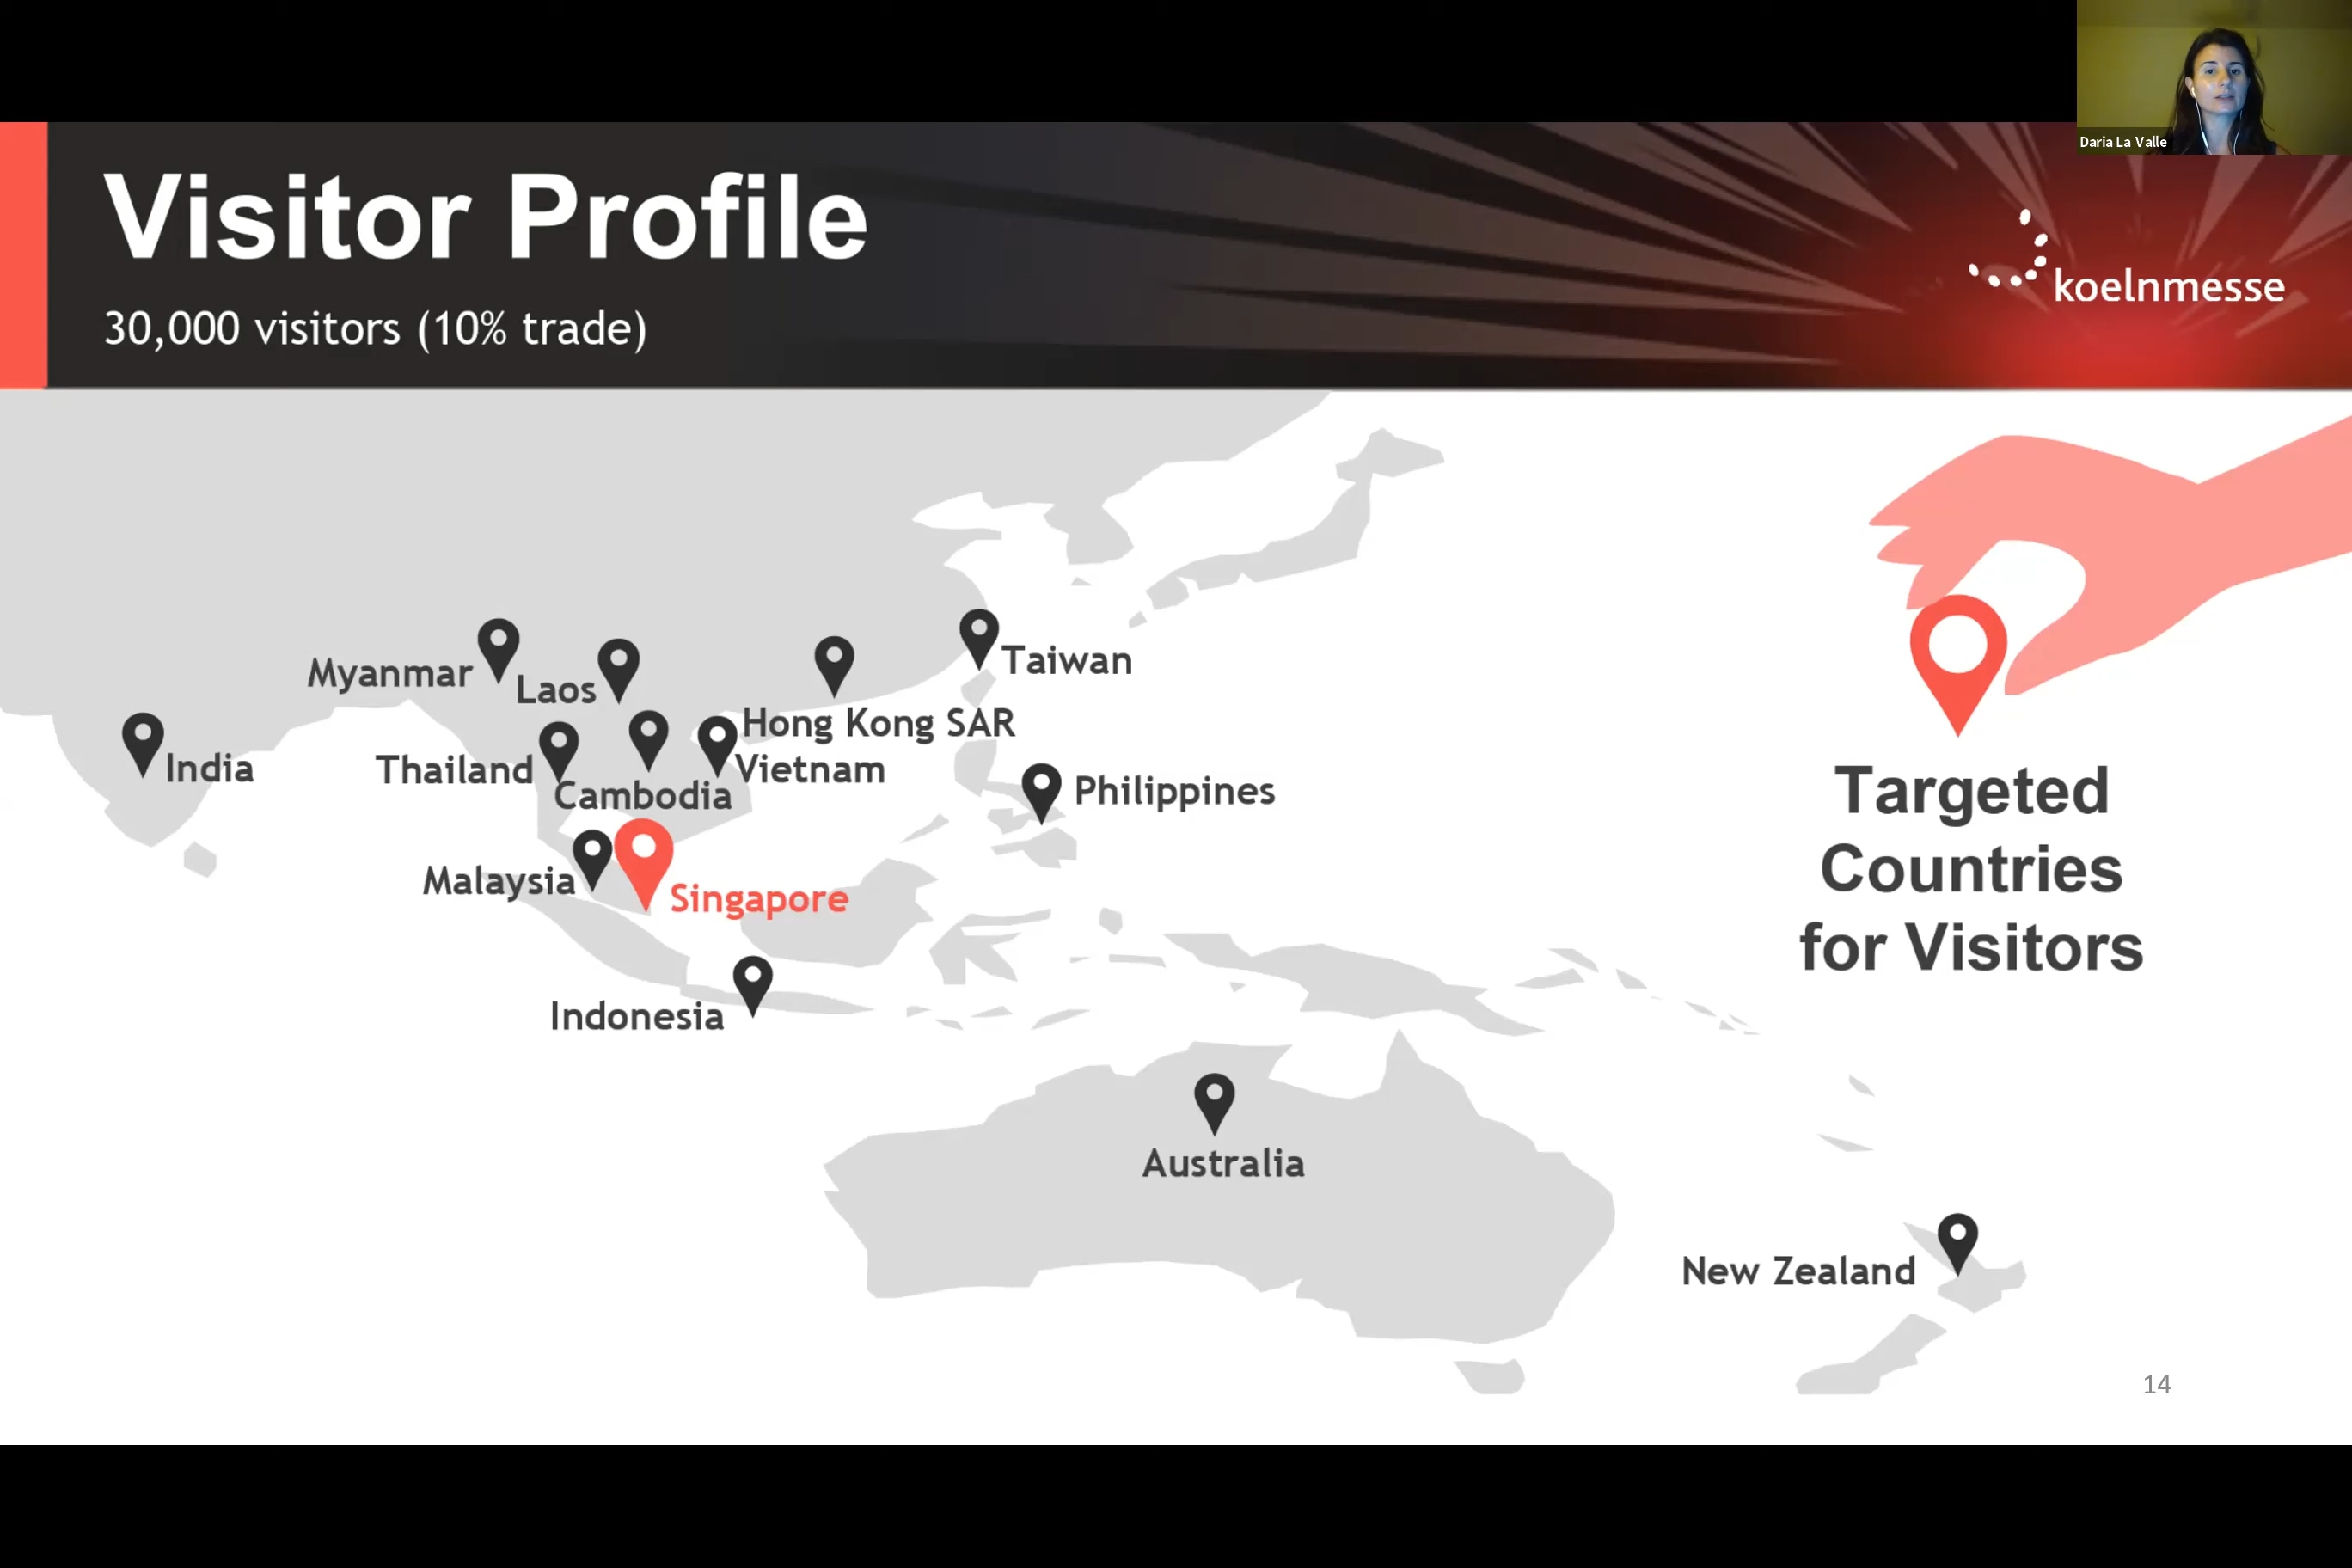 Daria La Valle
Visitor Profile
30,000 visitors (10% trade)
koelnmesse
Myanmar
Laos
Taiwan
Hong Kong SAR
India
Thailand
Vietnam
Cambodia
Philippines
Malaysia
Singapore
Indonesia
Australia
New Zealand
Targeted
Countries
for Visitors
14